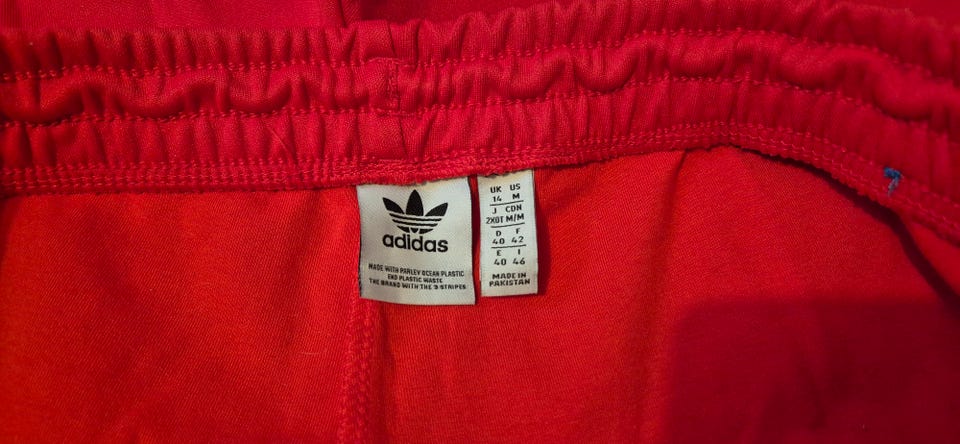 adidas
MADE WITH PARLEY OCEAN PLASTIC
END PLASTIC WASTE
THE BRAND WITH THE 3 STRIPES
UK US
14 M
J CDN
2XOT M/M
D F
40 42
E I
40 46
MADE IN
PAKISTAN